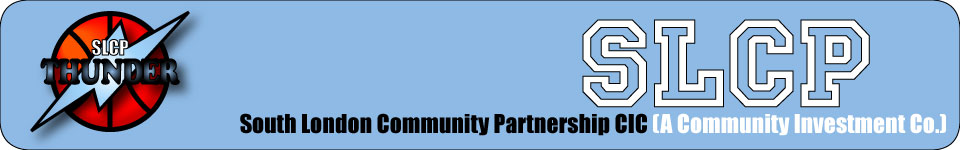 SLCP
THUNDER
SLCP
South London Community Partnership CIC (A Community Investment Co.)